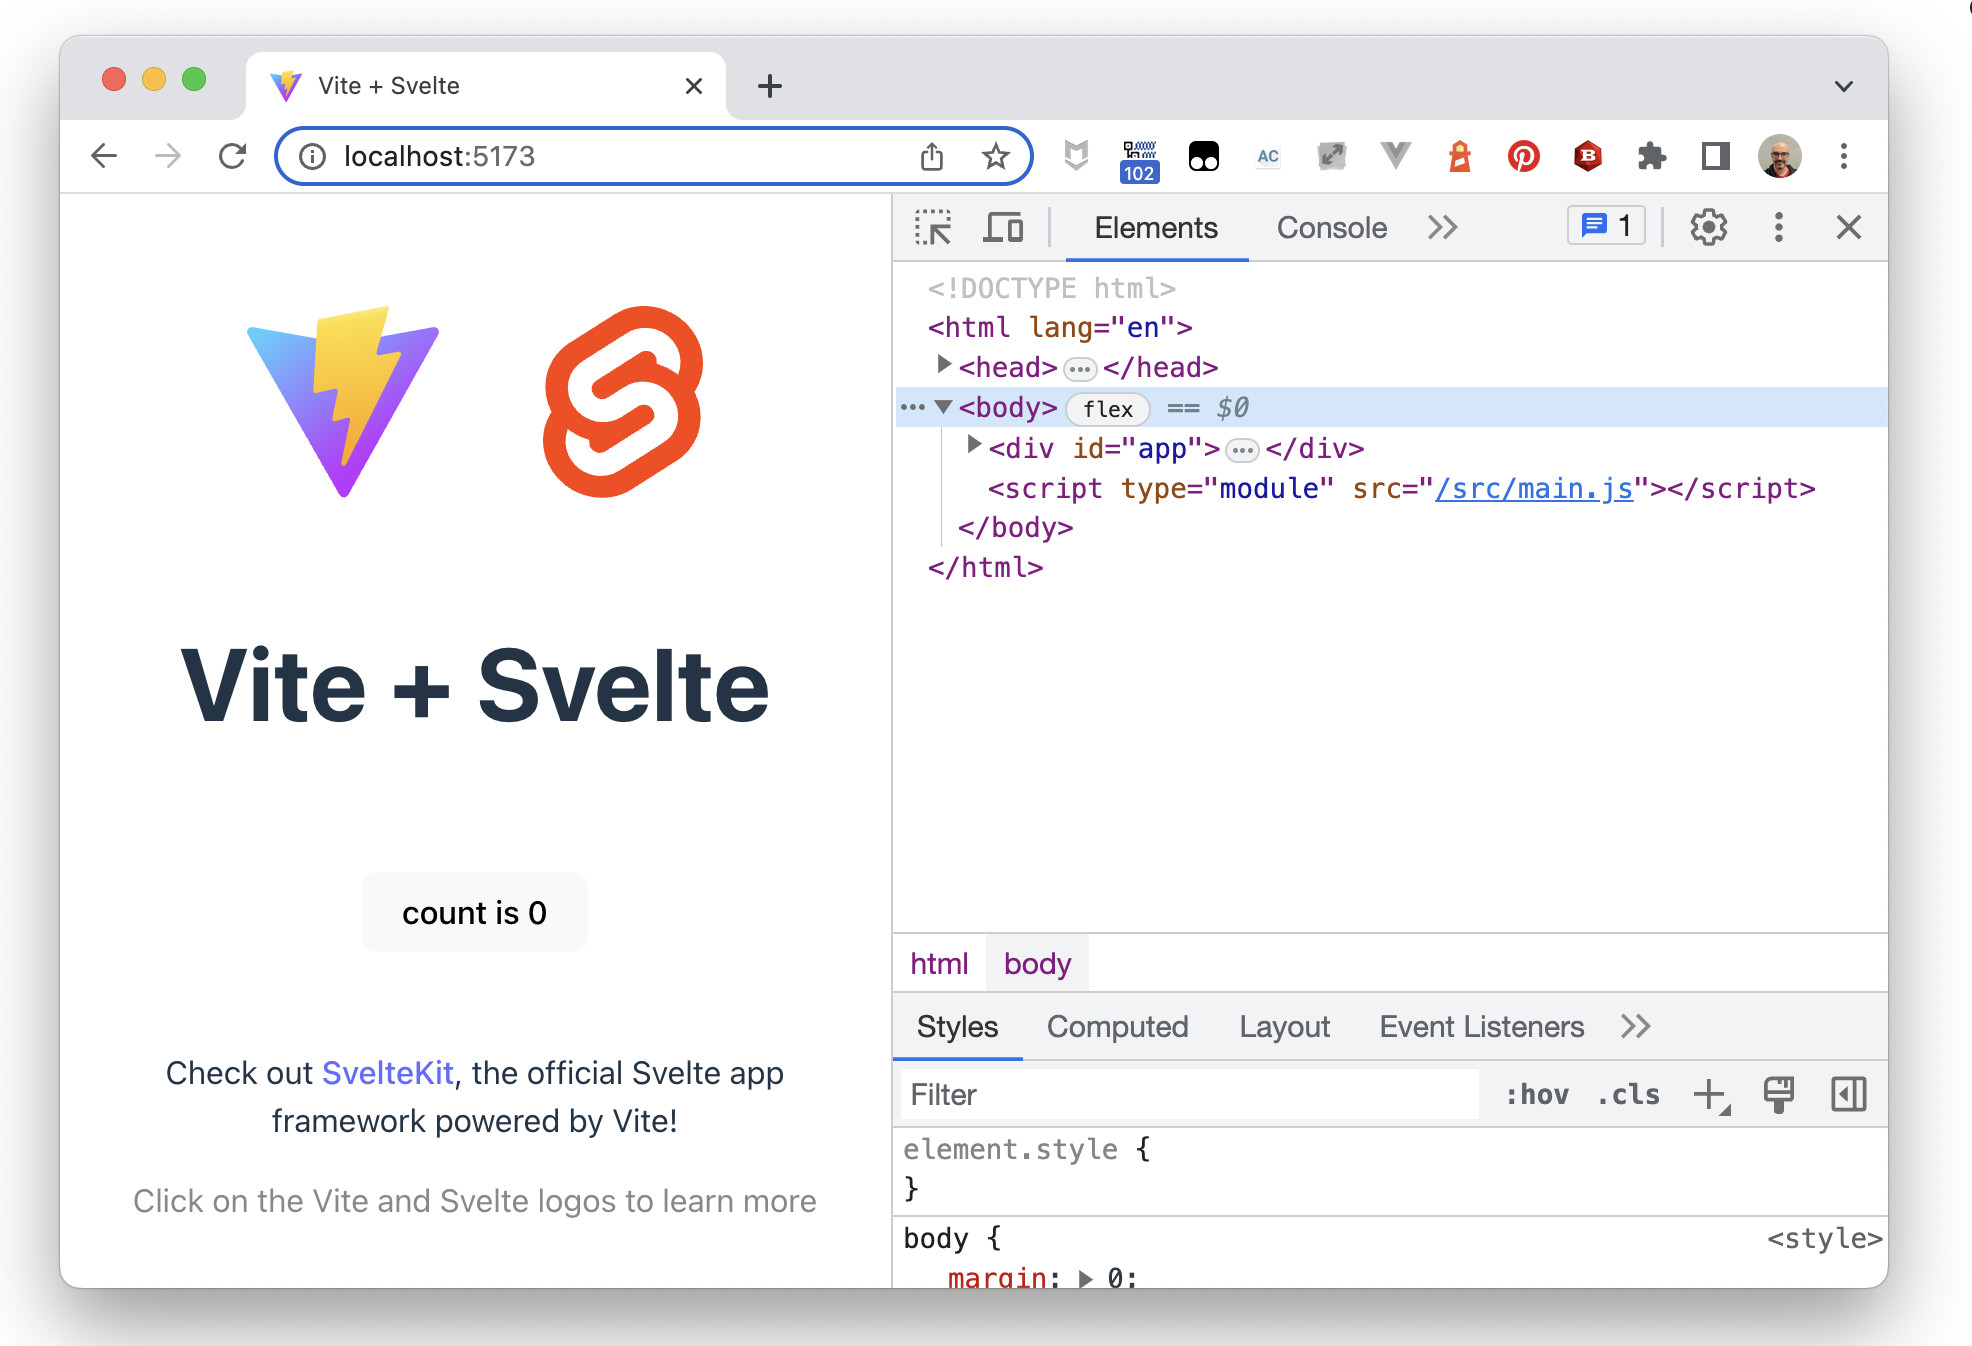 Vite + Svelte
localhost:5173
102
AC
B
Elements Console 1
<!DOCTYPE html>
<html lang="en">
<head> ··· </head>
··· <body> flex == $0
<div id="app"> ··· </div>
<script type="module" src="/src/main.js"></script>
</body>
</html>
Vite + Svelte
count is 0
Check out SvelteKit, the official Svelte app
framework powered by Vite!
Click on the Vite and Svelte logos to learn more
html body
Styles Computed Layout Event Listeners
Filter :hov .cls
element.style {
}
body { <style>
margin: 0;